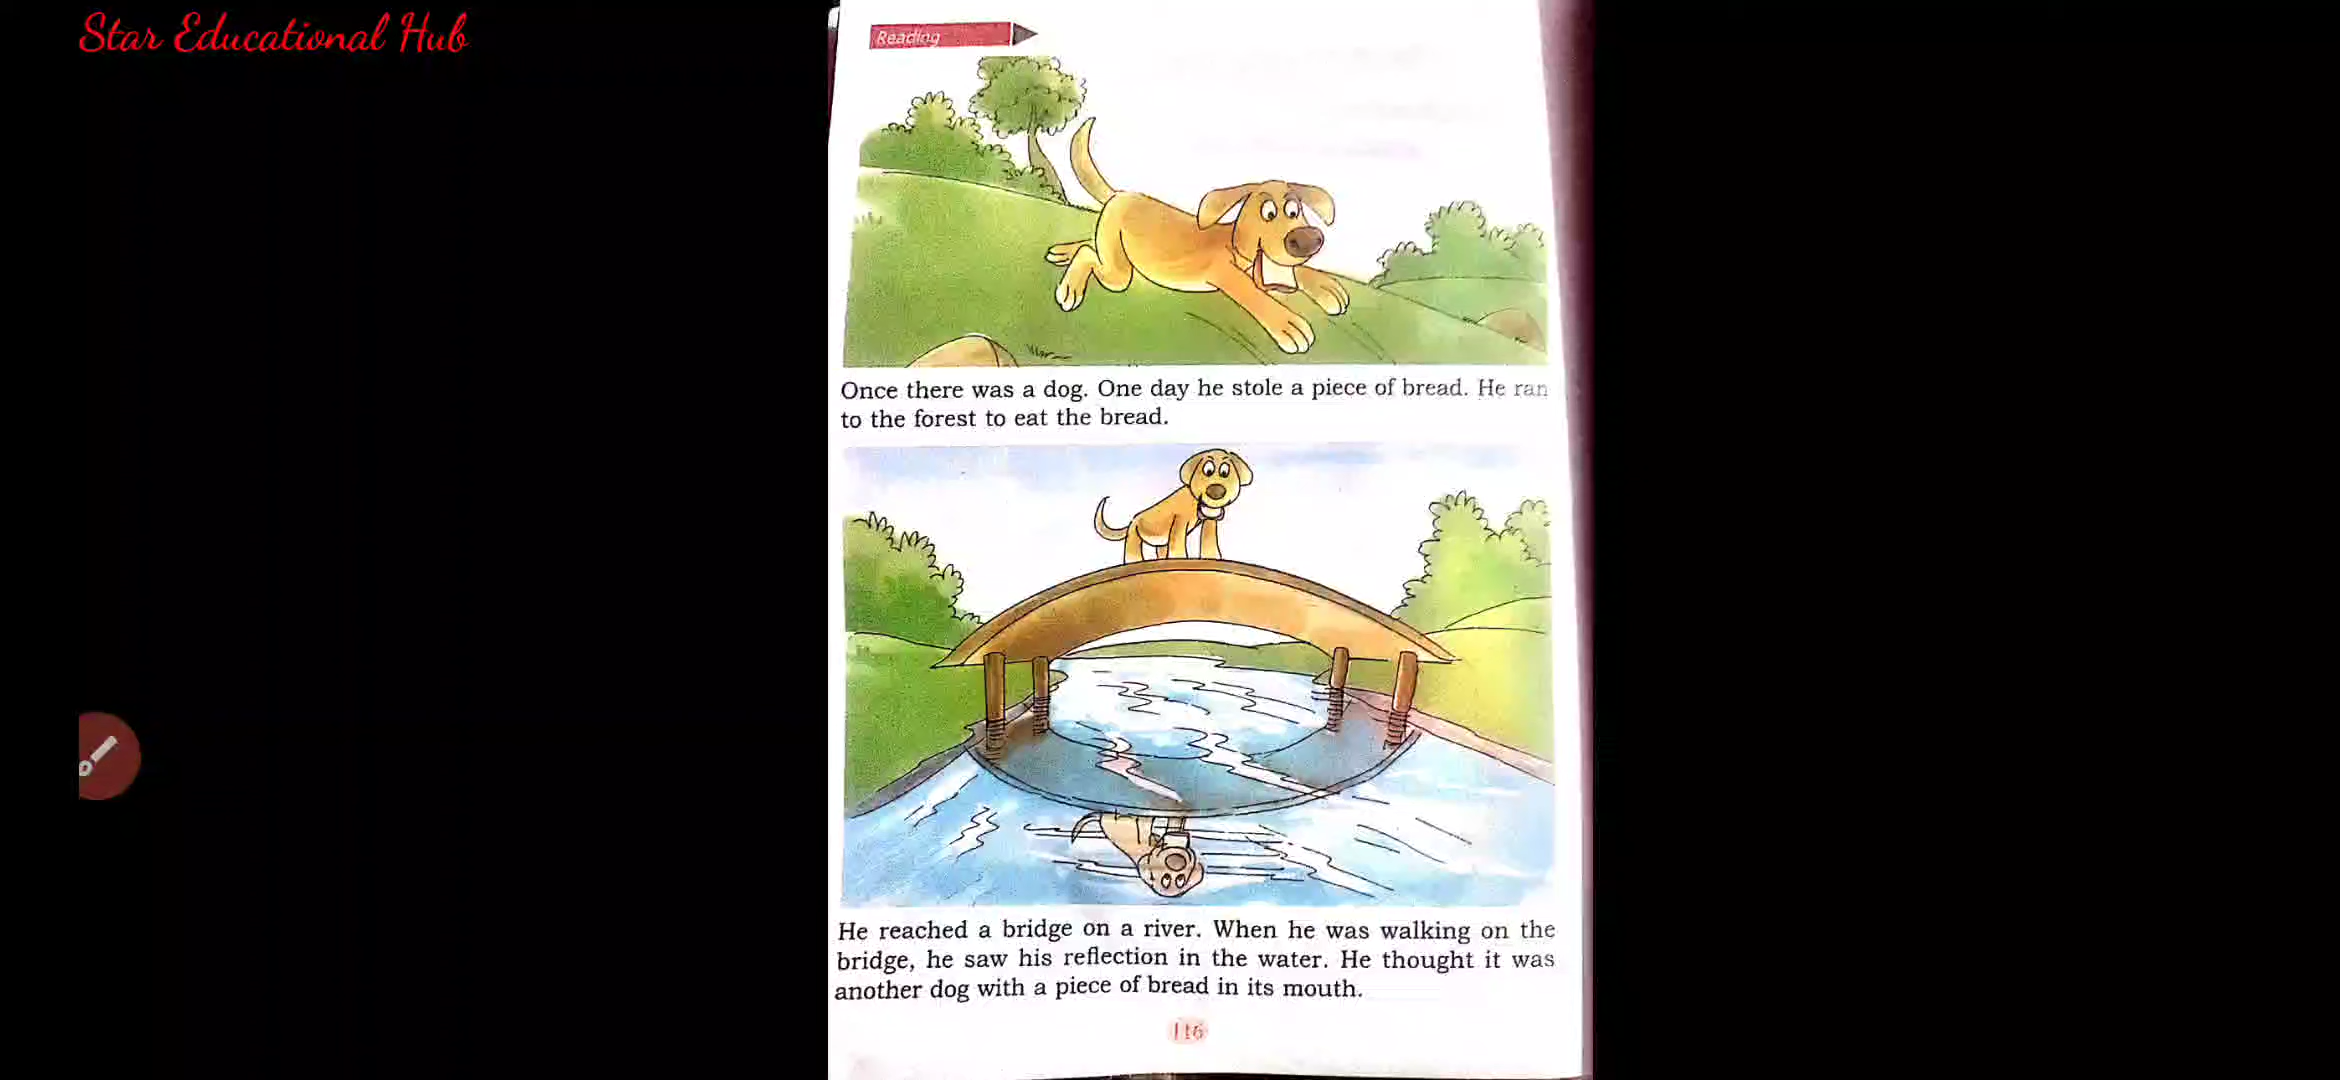 Star Educational Hub
Reading
Once there was a dog. One day he stole a piece of bread. He ran
to the forest to eat the bread.
He reached a bridge on a river. When he was walking on the
bridge, he saw his reflection in the water. He thought it was
another dog with a piece of bread in its mouth.
116